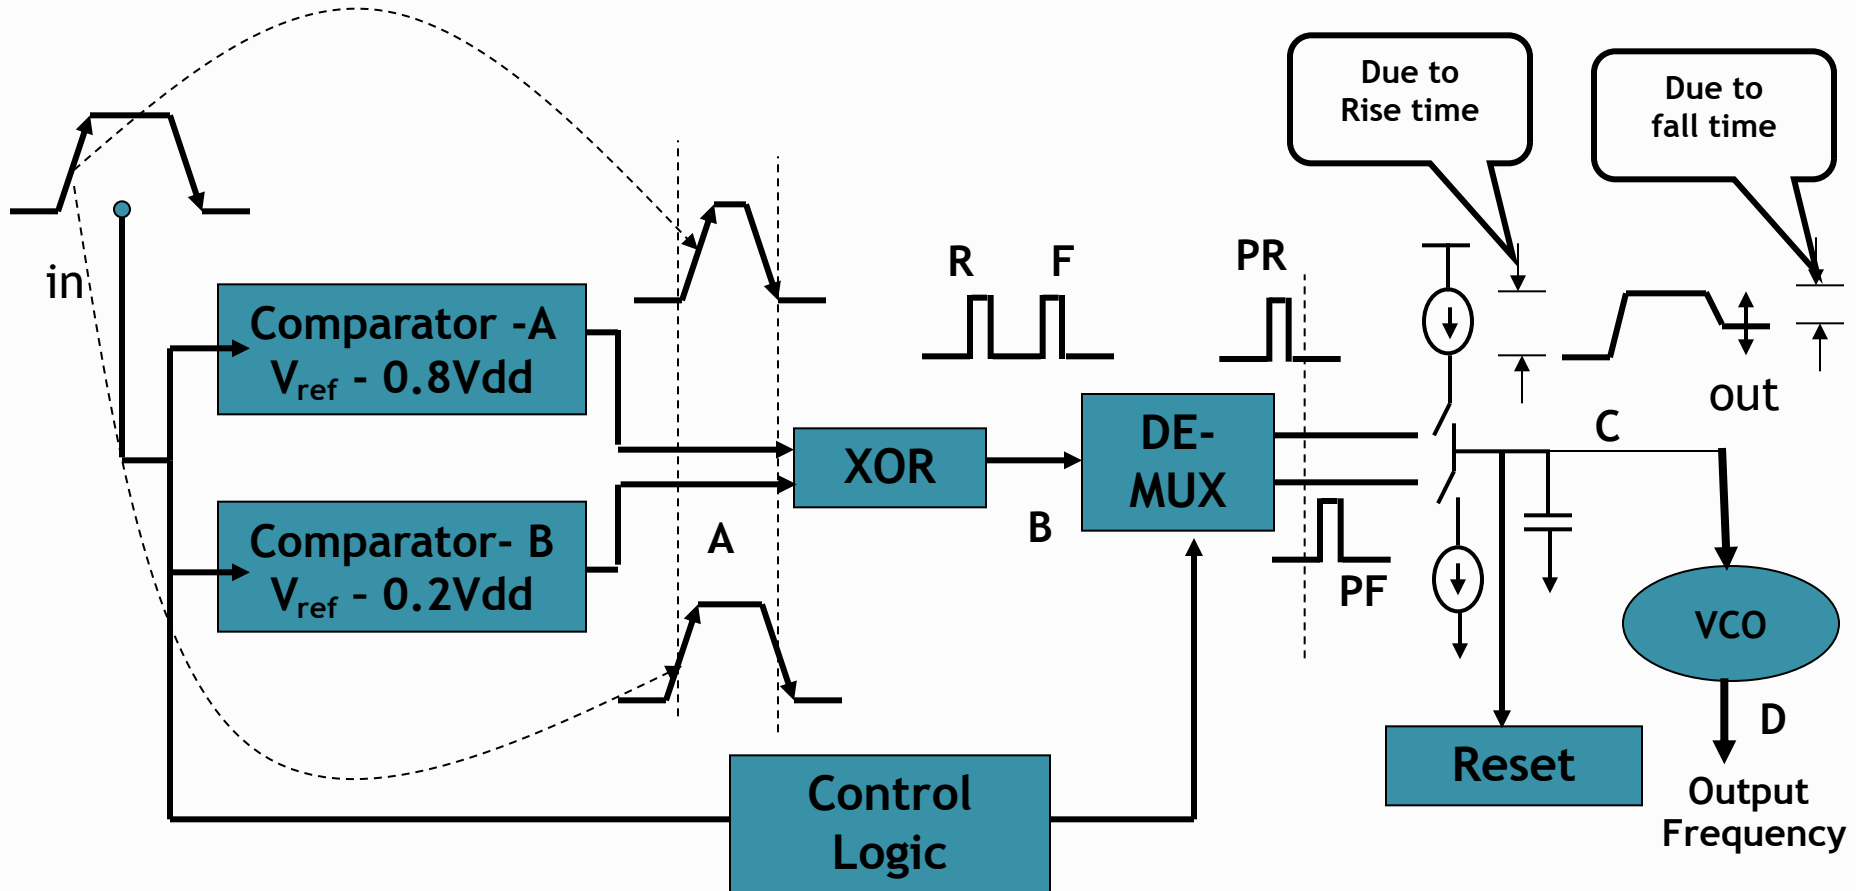 Due to
Rise time
Due to
fall time
in
R
F
PR
Comparator -A
Vref - 0.8Vdd
out
C
DE-
MUX
XOR
A
B
Comparator- B
Vref - 0.2Vdd
PF
VCO
D
Reset
Control
Logic
Output
Frequency